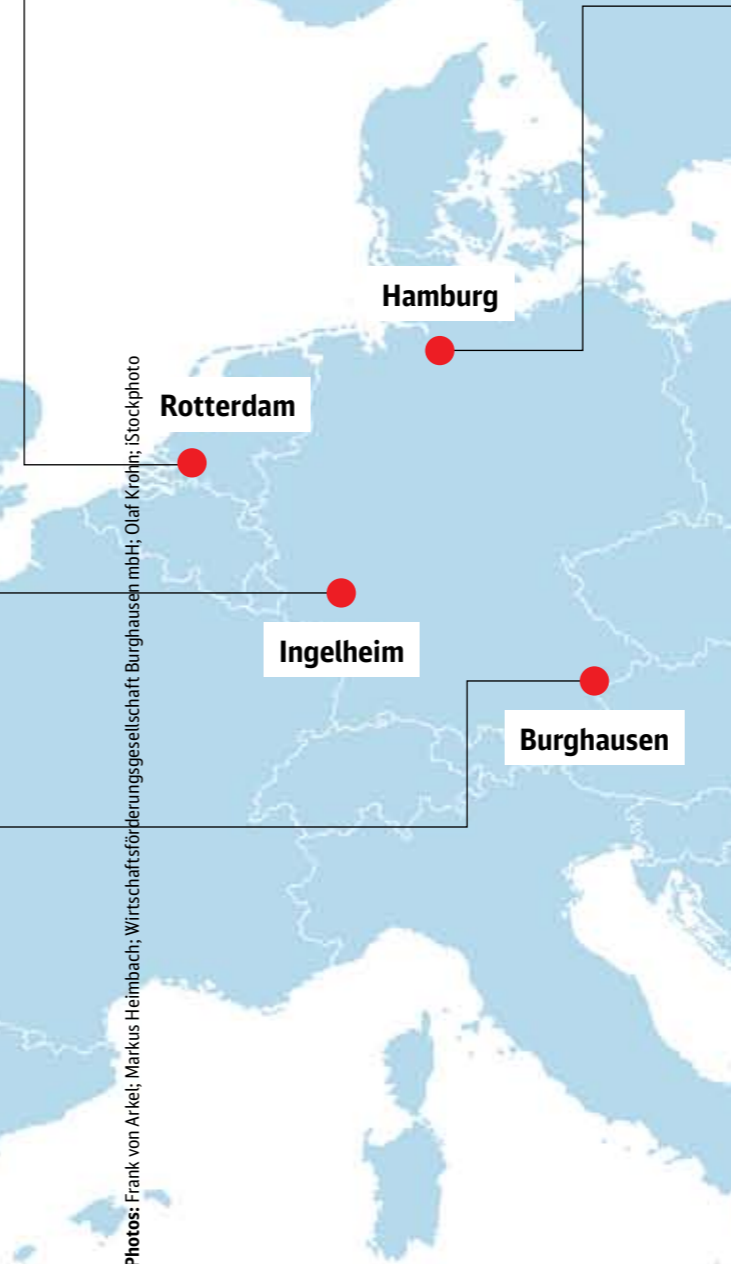 Hamburg
Rotterdam
Ingelheim
Burghausen
Photos: Frank von Arkel; Markus Heimbach; Wirtschaftsförderungsgesellschaft Burghausen mbH; Olaf Krohn; iStockphoto